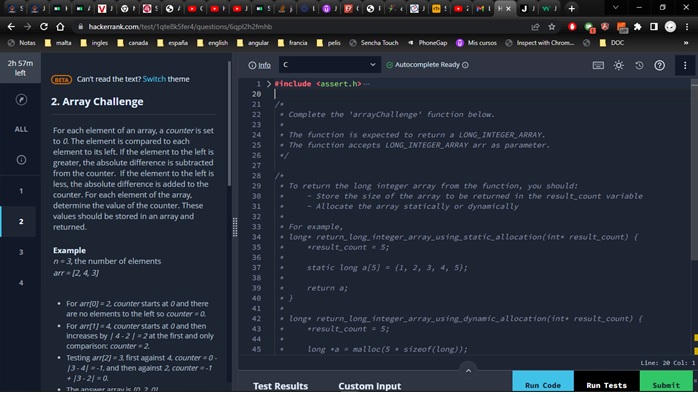 hackerrank.com/test/1qte8k5fer4/questions/6qpl2h2fmhb
Notas malta ingles canada españa english angular francia pelis Sencha Touch PhoneGap Mis cursos Inspect with Chrom... DOC
2h 57m
left
ALL
1
2
3
4
BETA Can't read the text? Switch theme
2. Array Challenge
For each element of an array, a counter is set
to 0. The element is compared to each
element to its left. If the element to the left is
greater, the absolute difference is subtracted
from the counter. If the element to the left is
less, the absolute difference is added to the
counter. For each element of the array,
determine the value of the counter. These
values should be stored in an array and
returned.
Example
n = 3, the number of elements
arr = [2, 4, 3]
• For arr[0] = 2, counter starts at 0 and there
are no elements to the left so counter = 0.
• For arr[1] = 4, counter starts at 0 and then
increases by | 4 - 2 | = 2 at the first and only
comparison: counter = 2.
• Testing arr[2] = 3, first against 4, counter = 0 -
|3 - 4| = -1, and then against 2, counter = -1
+ |3 - 2| = 0.
• The answer array is [0, 2, 0].
Info C Autocomplete Ready
1 #include <assert.h>
20
21 /*
22 * Complete the 'arrayChallenge' function below.
23 *
24 * The function is expected to return a LONG_INTEGER_ARRAY.
25 * The function accepts LONG_INTEGER_ARRAY arr as parameter.
26 */
27
28 /*
29 * To return the long integer array from the function, you should:
30 * - Store the size of the array to be returned in the result_count variable
31 * - Allocate the array statically or dynamically
32 *
33 * For example,
34 * long* return_long_integer_array_using_static_allocation(int* result_count) {
35 * *result_count = 5;
36 *
37 * static long a[5] = {1, 2, 3, 4, 5};
38 *
39 * return a;
40 * }
41 *
42 * long* return_long_integer_array_using_dynamic_allocation(int* result_count) {
43 * *result_count = 5;
44 *
45 * long *a = malloc(5 * sizeof(long));
Line: 20 Col: 1
Test Results Custom Input Run Code Run Tests Submit